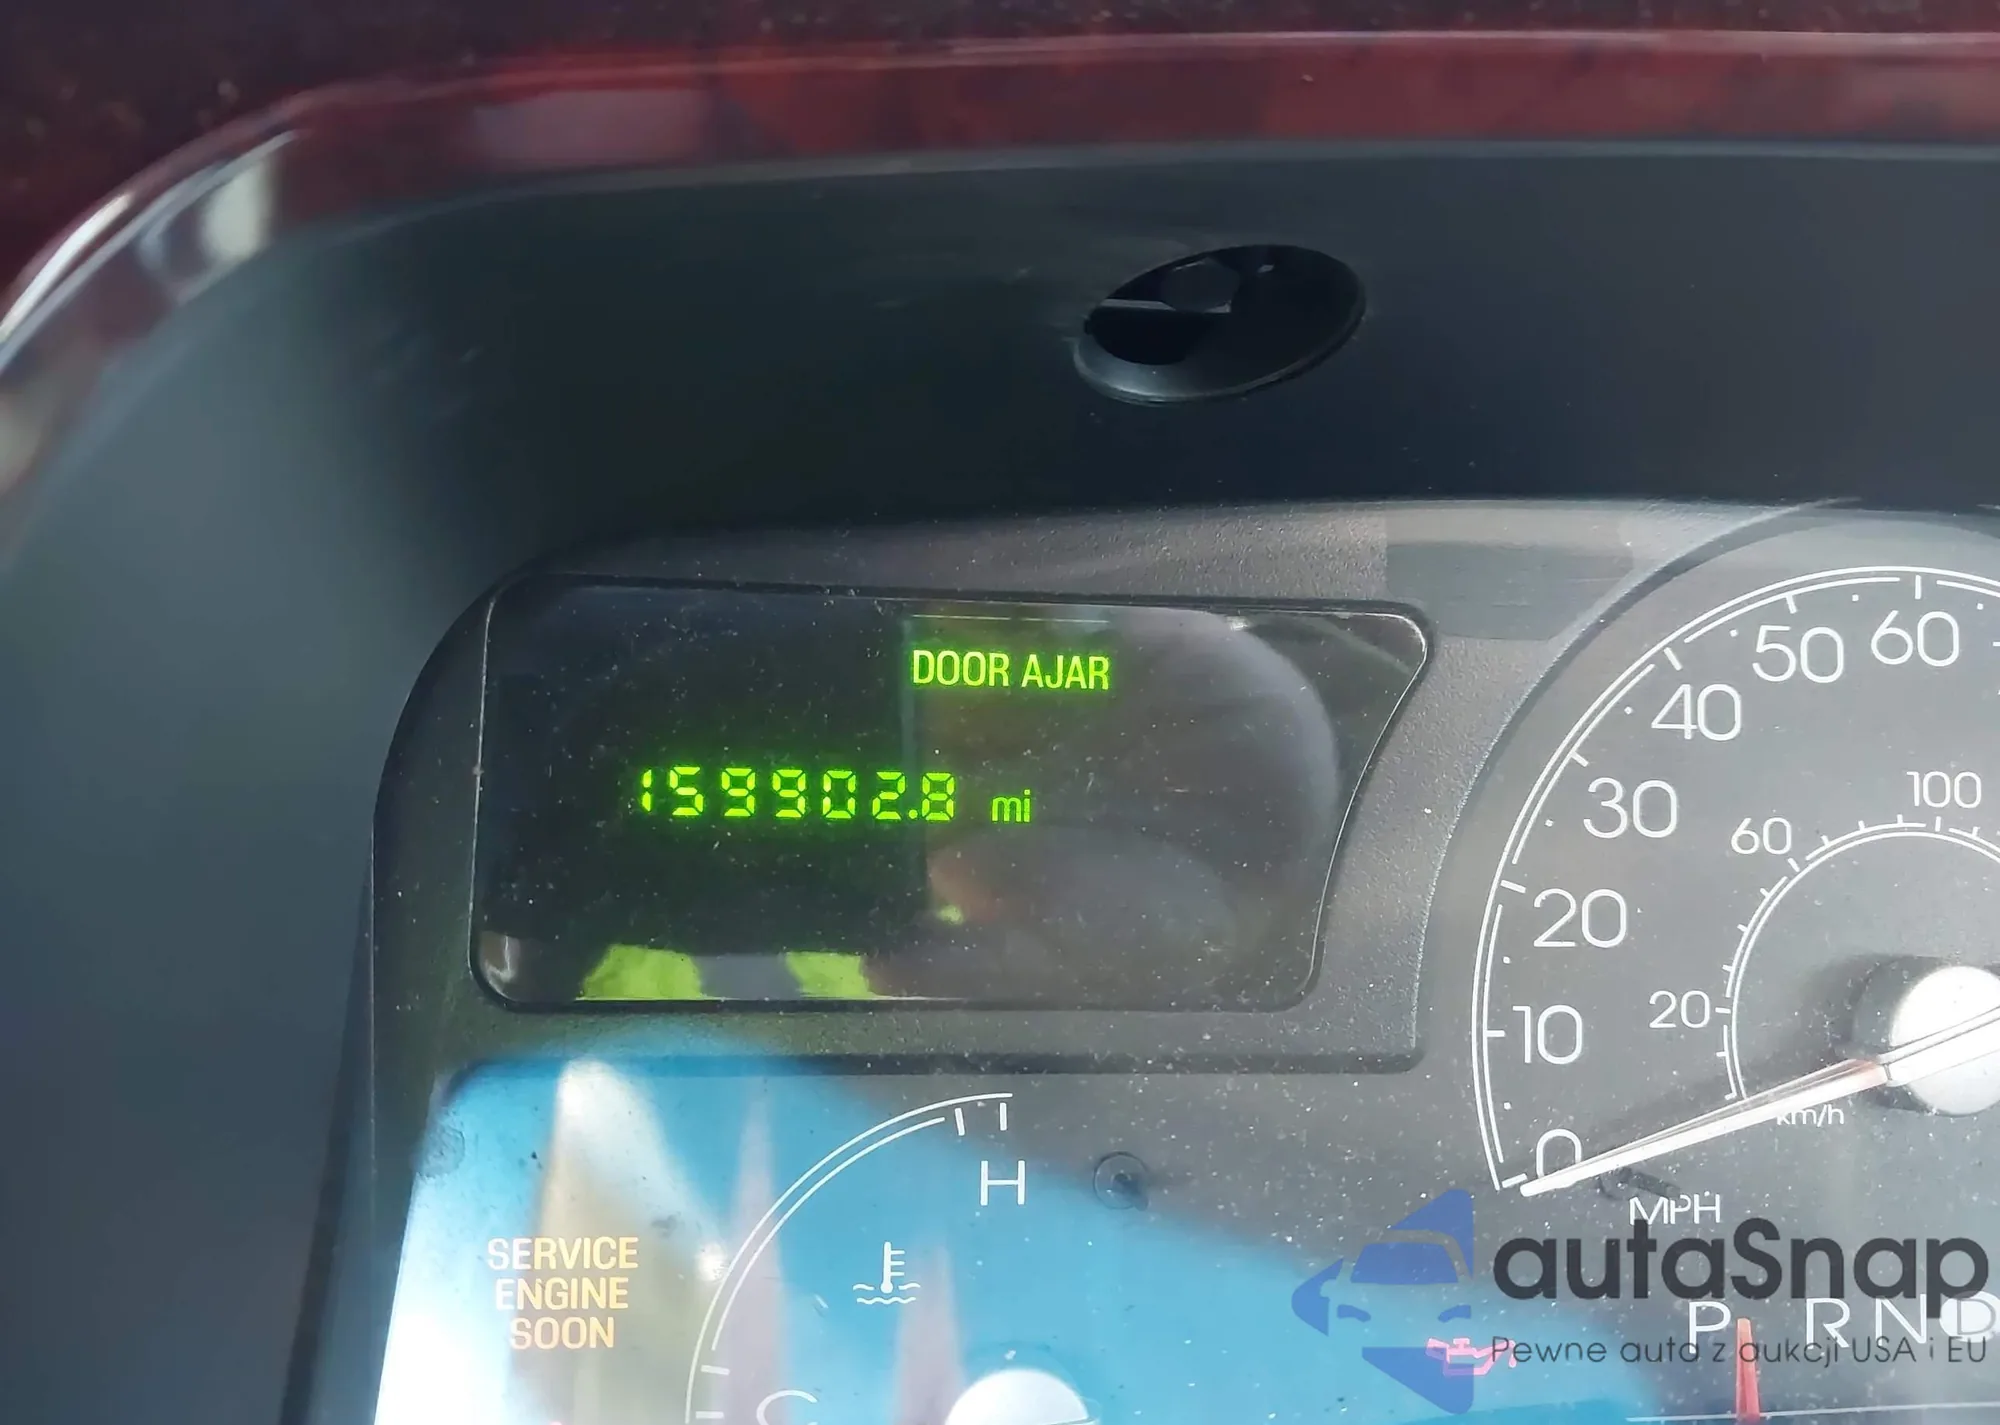 DOOR AJAR
159902.8 mi
50 60
40
30
20
10
0
MPH
100
60
20
km/h
H
C
SERVICE
ENGINE
SOON
P R N D
autaSnap
Pewne auta z aukcji USA i EU